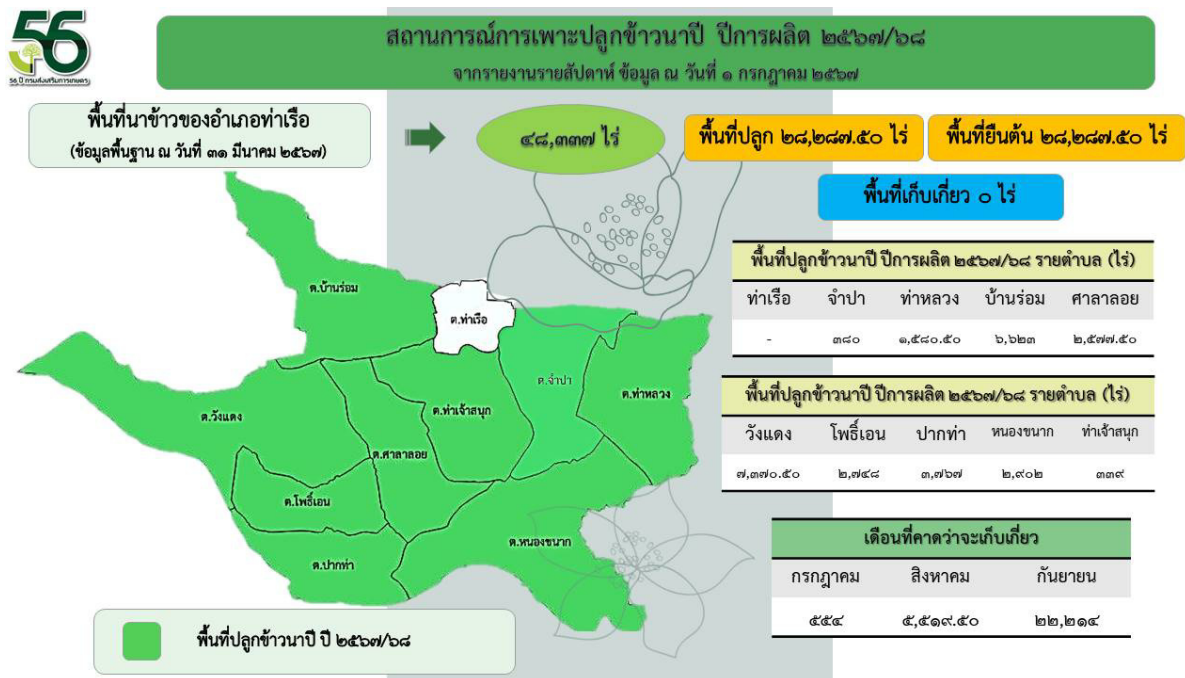 56
56 ปี กรมส่งเสริมการเกษตร
สถานการณ์การเพาะปลูกข้าวนาปี ปีการผลิต ๒๕๖๗/๖๘
จากรายงานรายสัปดาห์ ข้อมูล ณ วันที่ ๑ กรกฎาคม ๒๕๖๗
พื้นที่นาข้าวของอำเภอท่าเรือ
(ข้อมูลพื้นฐาน ณ วันที่ ๓๑ มีนาคม ๒๕๖๗)
๔๘,๓๓๗ ไร่
พื้นที่ปลูก ๒๘,๒๘๗.๕๐ ไร่
พื้นที่ยืนต้น ๒๘,๒๘๗.๕๐ ไร่
พื้นที่เก็บเกี่ยว ๐ ไร่
พื้นที่ปลูกข้าวนาปี ปีการผลิต ๒๕๖๗/๖๘ รายตำบล (ไร่)
ท่าเรือ จำปา ท่าหลวง บ้านร่อม ศาลาลอย
- ๓๘๐ ๑,๕๘๐.๕๐ ๖,๖๒๓ ๒,๕๗๗.๕๐
พื้นที่ปลูกข้าวนาปี ปีการผลิต ๒๕๖๗/๖๘ รายตำบล (ไร่)
วังแดง โพธิ์เอน ปากท่า หนองขนาก ท่าเจ้าสนุก
๗,๓๗๐.๕๐ ๒,๗๔๘ ๓,๗๖๗ ๒,๙๐๒ ๓๓๙
เดือนที่คาดว่าจะเก็บเกี่ยว
กรกฎาคม สิงหาคม กันยายน
๕๕๔ ๕,๕๑๙.๕๐ ๒๒,๒๑๔
ต.บ้านร่อม
ต.ท่าเรือ
ต.จำปา
ต.ท่าหลวง
ต.วังแดง
ต.ท่าเจ้าสนุก
ต.ศาลาลอย
ต.โพธิ์เอน
ต.หนองขนาก
ต.ปากท่า
พื้นที่ปลูกข้าวนาปี ปี ๒๕๖๗/๖๘